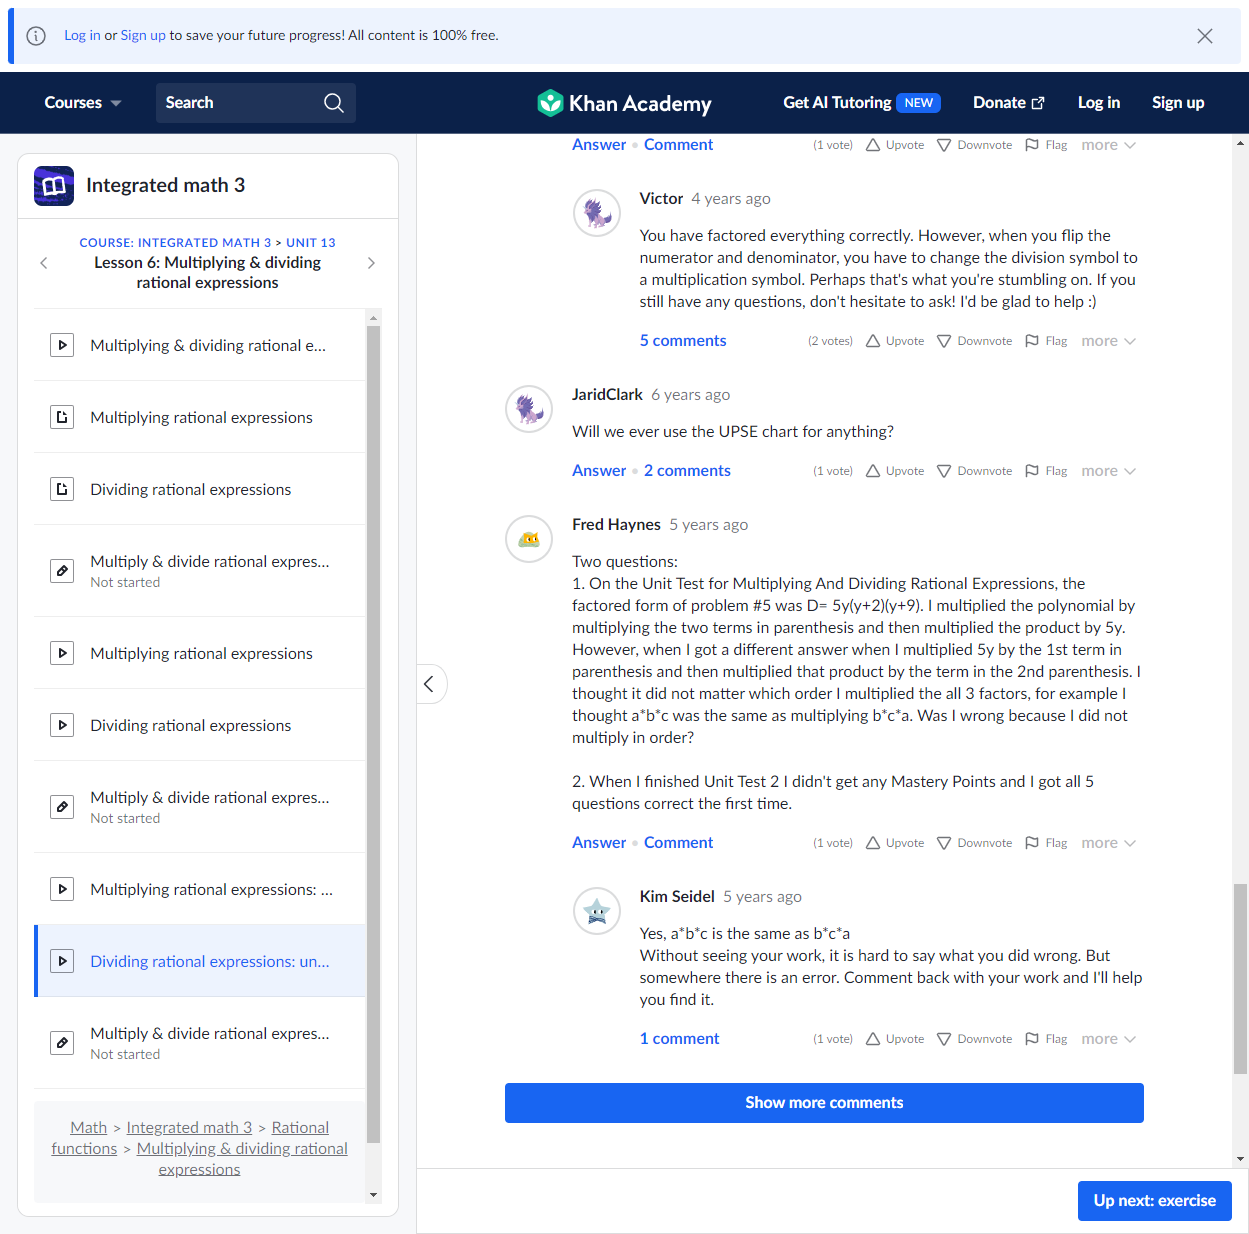 Log in or Sign up to save your future progress! All content is 100% free.
Courses
Search
Khan Academy
Get AI Tutoring NEW
Donate
Log in
Sign up
Integrated math 3
COURSE: INTEGRATED MATH 3 > UNIT 13
Lesson 6: Multiplying & dividing
rational expressions
Multiplying & dividing rational e...
Multiplying rational expressions
Dividing rational expressions
Multiply & divide rational expres...
Not started
Multiplying rational expressions
Dividing rational expressions
Multiply & divide rational expres...
Not started
Multiplying rational expressions: ...
Dividing rational expressions: un...
Multiply & divide rational expres...
Not started
Math > Integrated math 3 > Rational
functions > Multiplying & dividing rational
expressions
Answer • Comment (1 vote) Upvote Downvote Flag more
Victor 4 years ago
You have factored everything correctly. However, when you flip the
numerator and denominator, you have to change the division symbol to
a multiplication symbol. Perhaps that's what you're stumbling on. If you
still have any questions, don't hesitate to ask! I'd be glad to help :)
5 comments (2 votes) Upvote Downvote Flag more
JaridClark 6 years ago
Will we ever use the UPSE chart for anything?
Answer • 2 comments (1 vote) Upvote Downvote Flag more
Fred Haynes 5 years ago
Two questions:
1. On the Unit Test for Multiplying And Dividing Rational Expressions, the
factored form of problem #5 was D= 5y(y+2)(y+9). I multiplied the polynomial by
multiplying the two terms in parenthesis and then multiplied the product by 5y.
However, when I got a different answer when I multiplied 5y by the 1st term in
parenthesis and then multiplied that product by the term in the 2nd parenthesis. I
thought it did not matter which order I multiplied the all 3 factors, for example I
thought a*b*c was the same as multiplying b*c*a. Was I wrong because I did not
multiply in order?
2. When I finished Unit Test 2 I didn't get any Mastery Points and I got all 5
questions correct the first time.
Answer • Comment (1 vote) Upvote Downvote Flag more
Kim Seidel 5 years ago
Yes, a*b*c is the same as b*c*a
Without seeing your work, it is hard to say what you did wrong. But
somewhere there is an error. Comment back with your work and I'll help
you find it.
1 comment (1 vote) Upvote Downvote Flag more
Show more comments
Up next: exercise